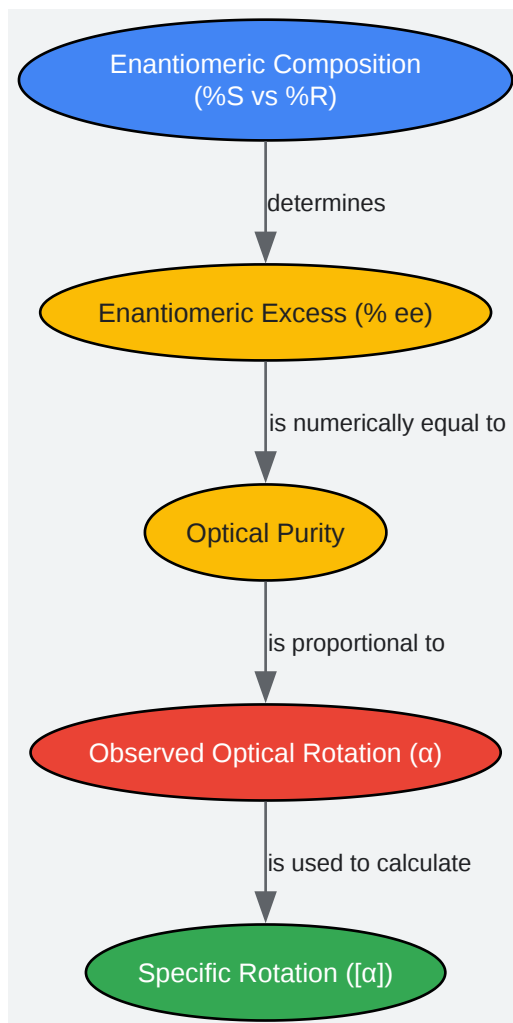 Enantiomeric Composition
(%S vs %R)
determines
Enantiomeric Excess (% ee)
is numerically equal to
Optical Purity
is proportional to
Observed Optical Rotation (α)
is used to calculate
Specific Rotation ([α])